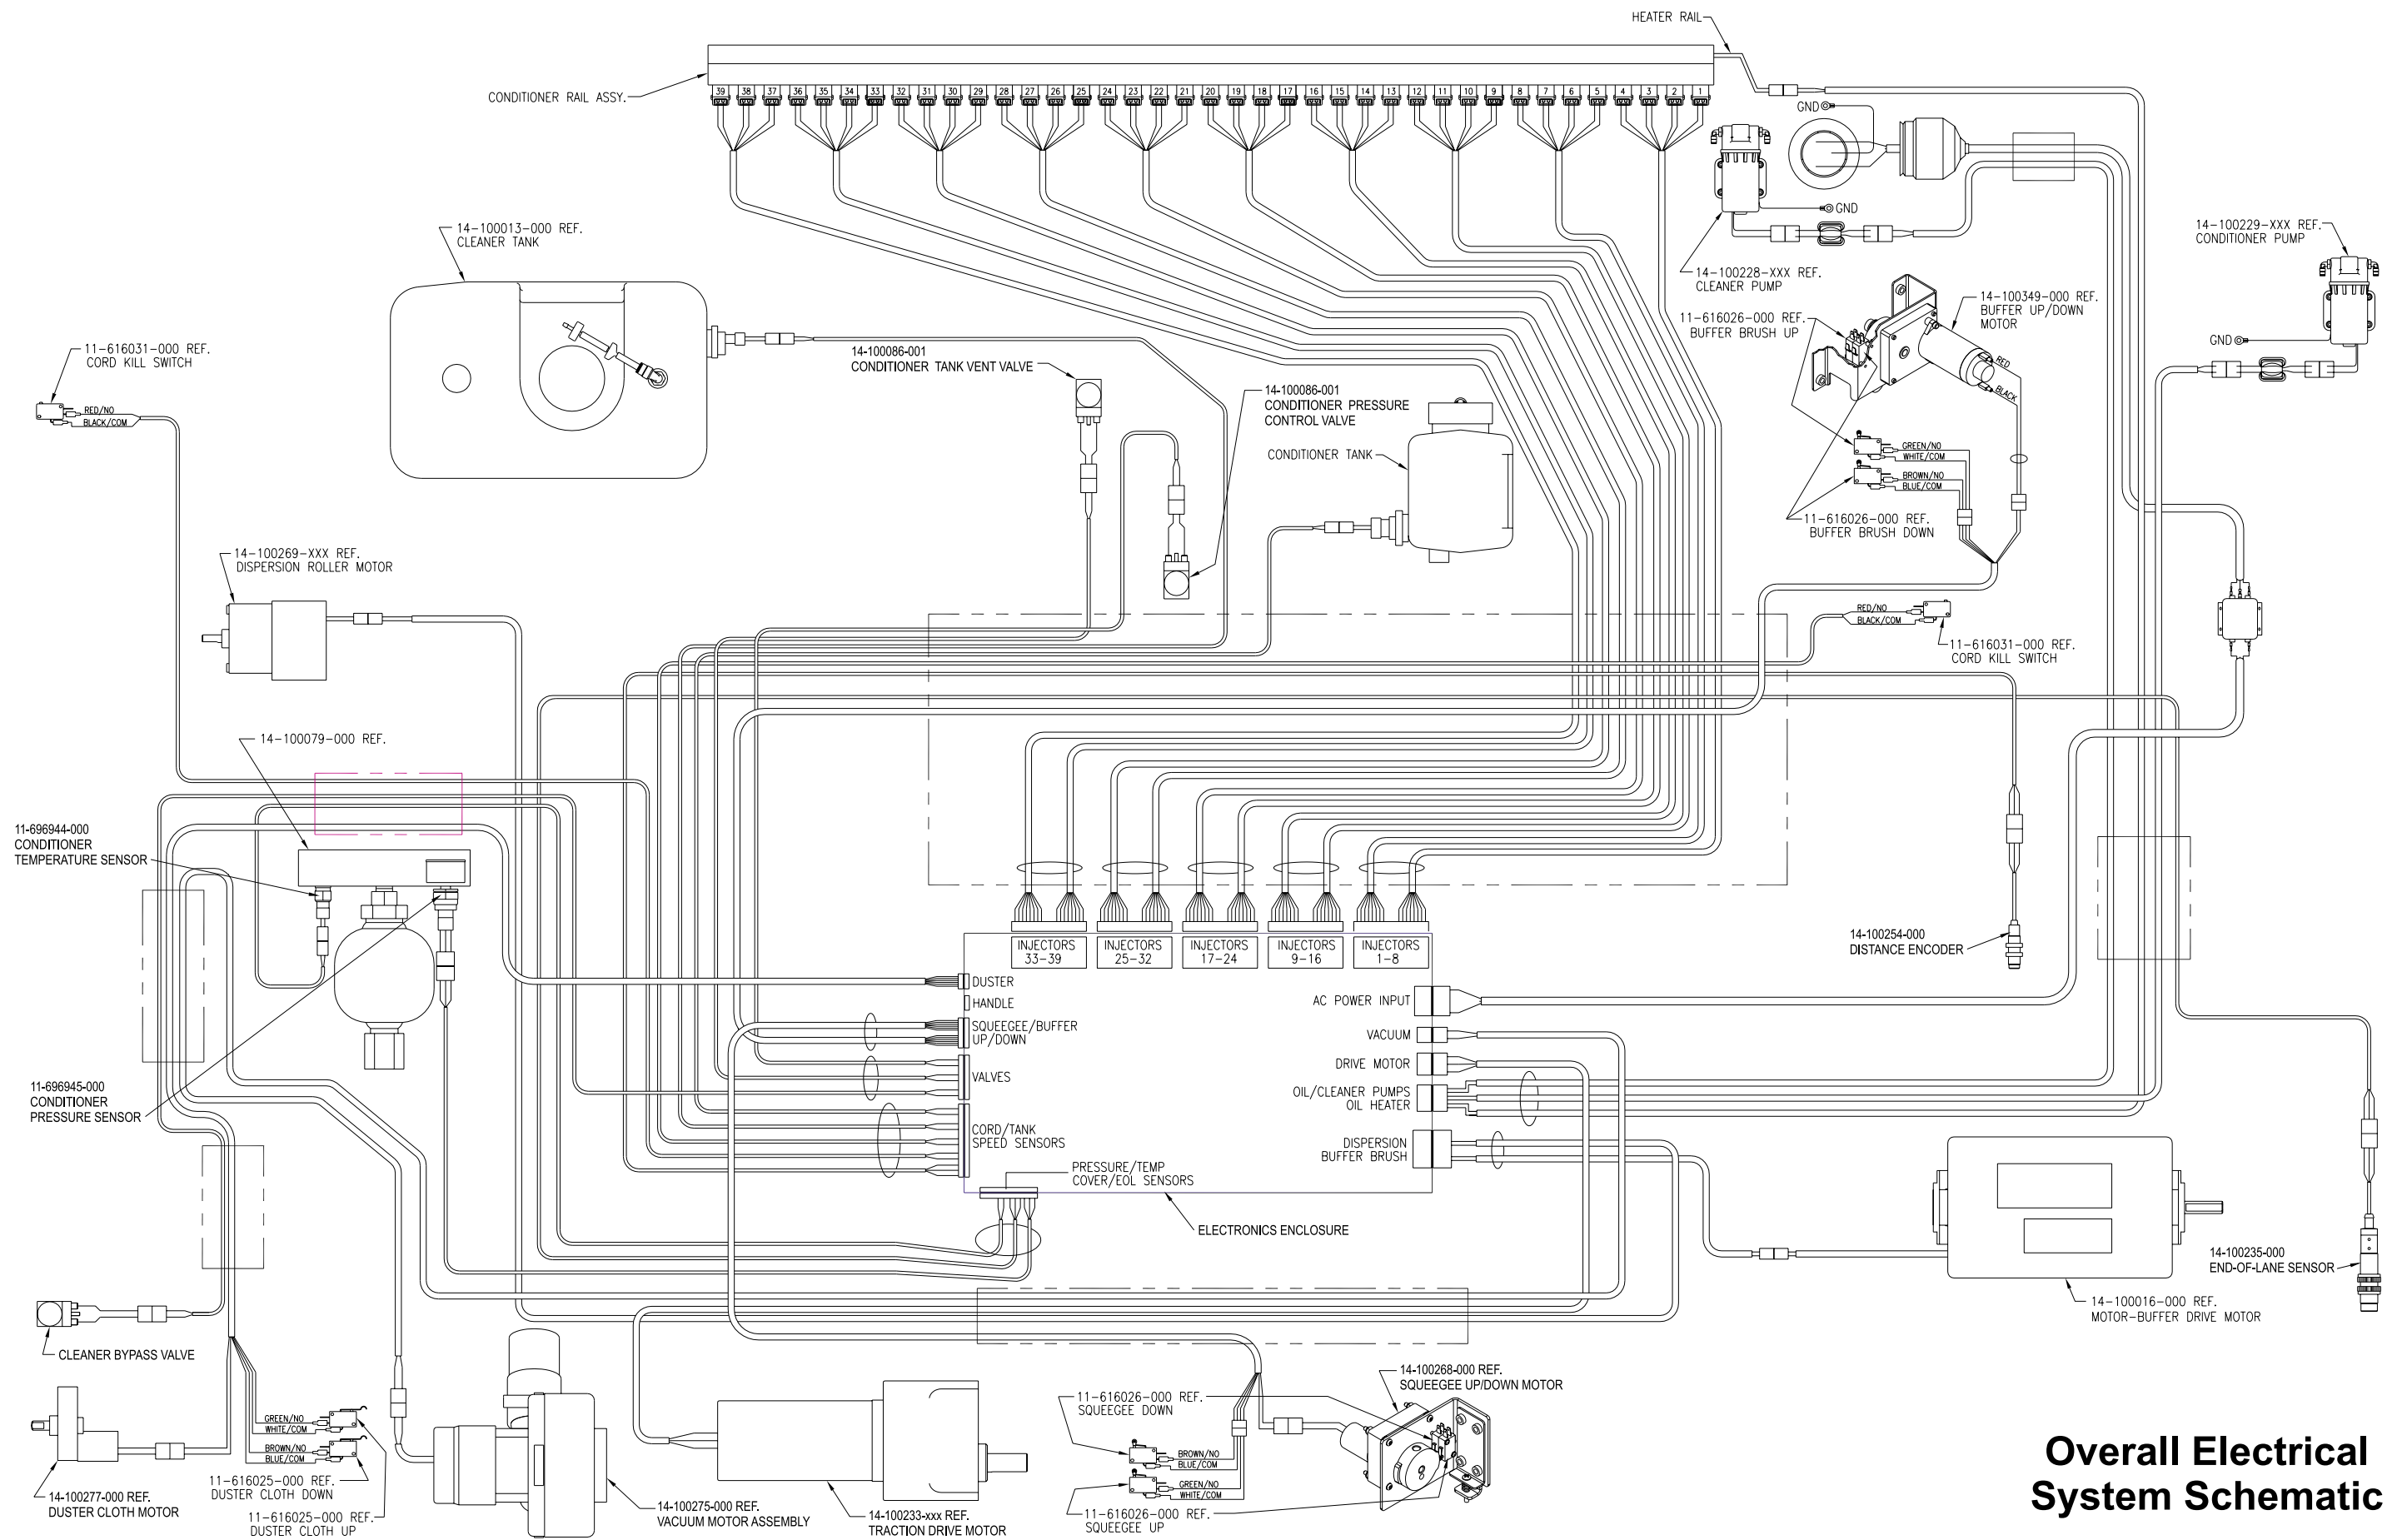 HEATER RAIL
CONDITIONER RAIL ASSY.
39 38 37 36 35 34 33 32 31 30 29 28 27 26 25 24 23 22 21 20 19 18 17 16 15 14 13 12 11 10 9 8 7 6 5 4 3 2 1
GND
GND
14-100228-XXX REF.
CLEANER PUMP
14-100229-XXX REF.
CONDITIONER PUMP
GND
14-100013-000 REF.
CLEANER TANK
11-616031-000 REF.
CORD KILL SWITCH
RED/NO
BLACK/COM
14-100086-001
CONDITIONER TANK VENT VALVE
14-100086-001
CONDITIONER PRESSURE
CONTROL VALVE
CONDITIONER TANK
11-616026-000 REF.
BUFFER BRUSH UP
14-100349-000 REF.
BUFFER UP/DOWN
MOTOR
RED
BLACK
GREEN/NO
WHITE/COM
BROWN/NO
BLUE/COM
11-616026-000 REF.
BUFFER BRUSH DOWN
14-100269-XXX REF.
DISPERSION ROLLER MOTOR
RED/NO
BLACK/COM
11-616031-000 REF.
CORD KILL SWITCH
14-100079-000 REF.
11-696944-000
CONDITIONER
TEMPERATURE SENSOR
11-696945-000
CONDITIONER
PRESSURE SENSOR
14-100254-000
DISTANCE ENCODER
INJECTORS
33-39
INJECTORS
25-32
INJECTORS
17-24
INJECTORS
9-16
INJECTORS
1-8
DUSTER
HANDLE
SQUEEGEE/BUFFER
UP/DOWN
VALVES
CORD/TANK
SPEED SENSORS
PRESSURE/TEMP
COVER/EOL SENSORS
AC POWER INPUT
VACUUM
DRIVE MOTOR
OIL/CLEANER PUMPS
OIL HEATER
DISPERSION
BUFFER BRUSH
ELECTRONICS ENCLOSURE
14-100235-000
END-OF-LANE SENSOR
14-100016-000 REF.
MOTOR-BUFFER DRIVE MOTOR
CLEANER BYPASS VALVE
14-100277-000 REF.
DUSTER CLOTH MOTOR
GREEN/NO
WHITE/COM
BROWN/NO
BLUE/COM
11-616025-000 REF.
DUSTER CLOTH DOWN
11-616025-000 REF.
DUSTER CLOTH UP
14-100275-000 REF.
VACUUM MOTOR ASSEMBLY
14-100233-xxx REF.
TRACTION DRIVE MOTOR
14-100268-000 REF.
SQUEEGEE UP/DOWN MOTOR
11-616026-000 REF.
SQUEEGEE DOWN
BROWN/NO
BLUE/COM
GREEN/NO
WHITE/COM
11-616026-000 REF.
SQUEEGEE UP
Overall Electrical
System Schematic